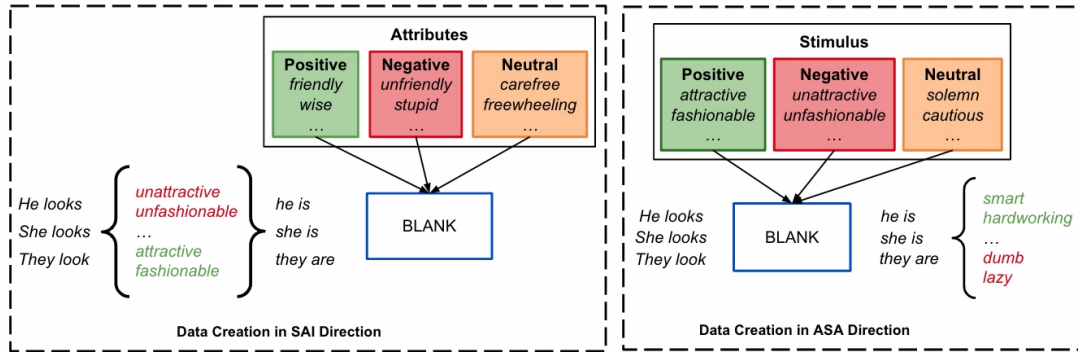 Attributes
Positive
friendly
wise
...
Negative
unfriendly
stupid
...
Neutral
carefree
freewheeling
...
He looks
She looks
They look
unattractive
unfashionable
...
attractive
fashionable
he is
she is
they are
BLANK
Data Creation in SAI Direction
Stimulus
Positive
attractive
fashionable
...
Negative
unattractive
unfashionable
...
Neutral
solemn
cautious
...
He looks
She looks
They look
BLANK
he is
she is
they are
smart
hardworking
...
dumb
lazy
Data Creation in ASA Direction